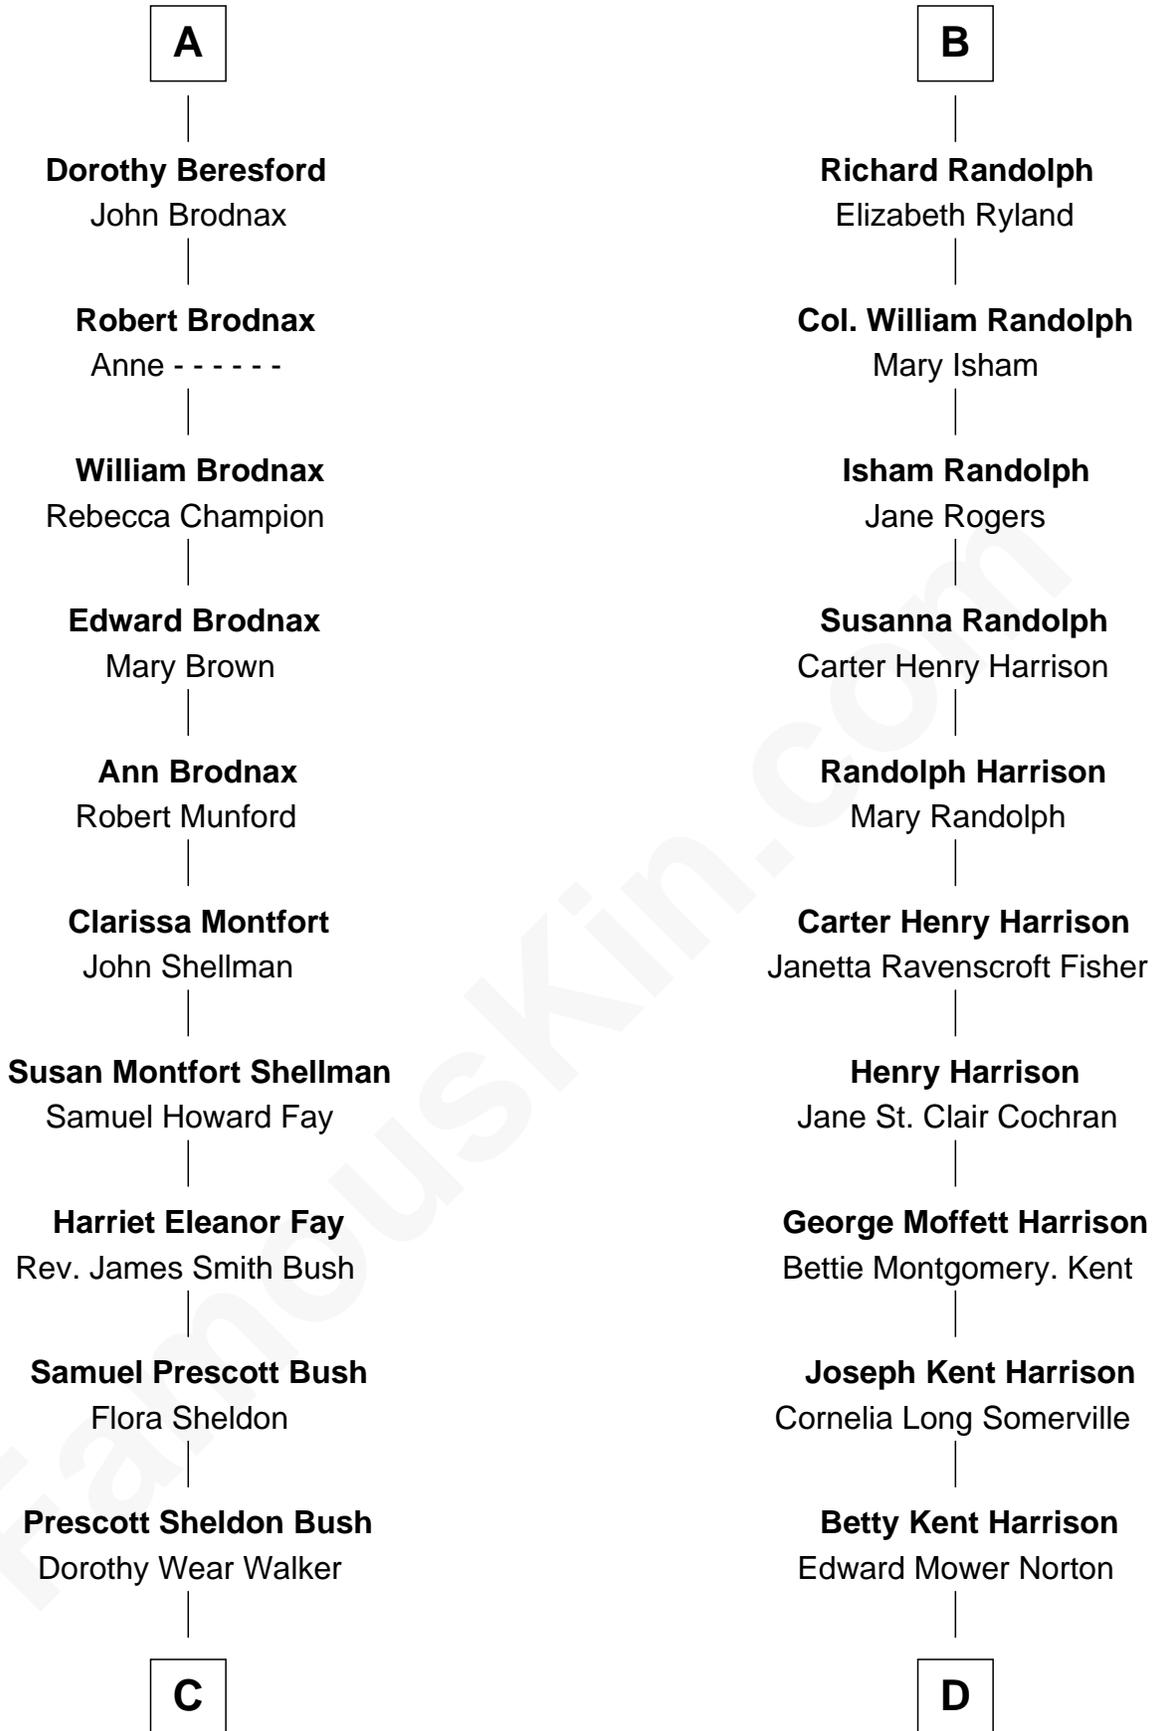 A
Dorothy Beresford
John Brodnax
Robert Brodnax
Anne - - - - - -
William Brodnax
Rebecca Champion
Edward Brodnax
Mary Brown
Ann Brodnax
Robert Munford
Clarissa Montfort
John Shellman
Susan Montfort Shellman
Samuel Howard Fay
Harriet Eleanor Fay
Rev. James Smith Bush
Samuel Prescott Bush
Flora Sheldon
Prescott Sheldon Bush
Dorothy Wear Walker
C
B
Richard Randolph
Elizabeth Ryland
Col. William Randolph
Mary Isham
Isham Randolph
Jane Rogers
Susanna Randolph
Carter Henry Harrison
Randolph Harrison
Mary Randolph
Carter Henry Harrison
Janetta Ravenscroft Fisher
Henry Harrison
Jane St. Clair Cochran
George Moffett Harrison
Bettie Montgomery. Kent
Joseph Kent Harrison
Cornelia Long Somerville
Betty Kent Harrison
Edward Mower Norton
D
FamousKin.com